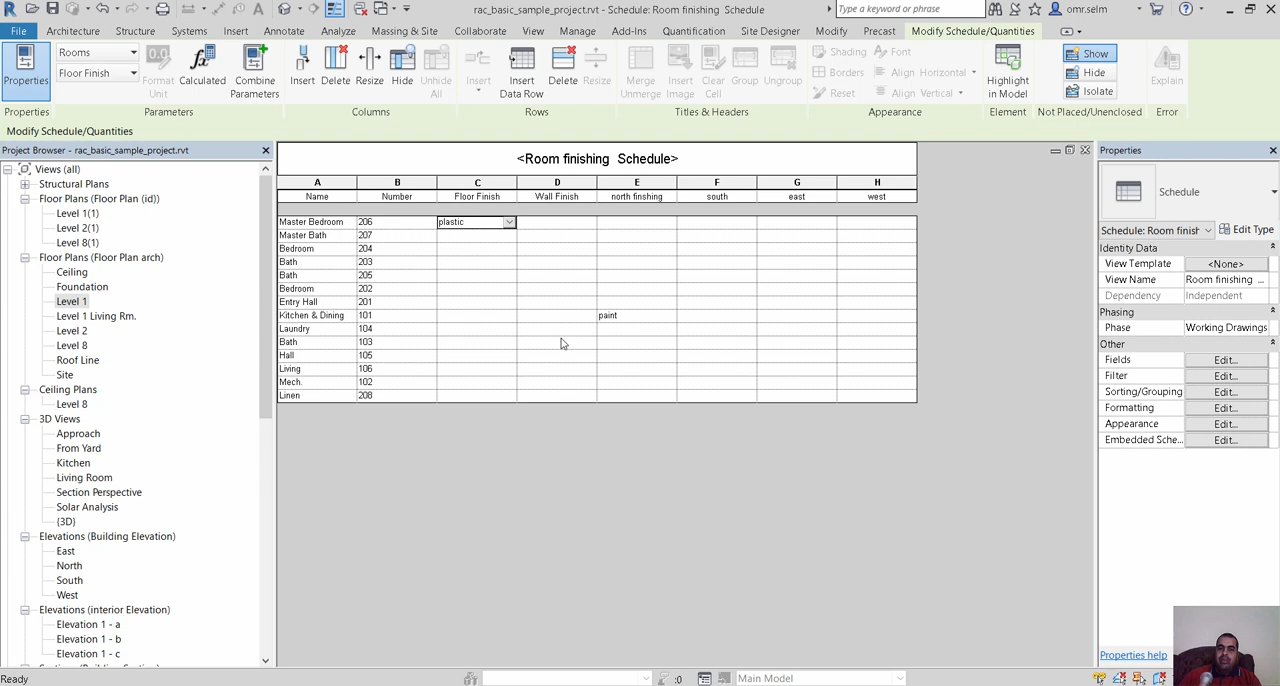 rac_basic_sample_project.rvt - Schedule: Room finishing Schedule
Type a keyword or phrase
omr.selm
File Architecture Structure Systems Insert Annotate Analyze Massing & Site Collaborate View Manage Add-Ins Quantification Site Designer Modify Precast Modify Schedule/Quantities
Properties
Rooms
Floor Finish
Format Unit
Calculated
Combine Parameters
Insert
Delete
Resize
Hide
Unhide All
Insert
Insert Data Row
Delete
Resize
Merge Unmerge
Insert Image
Clear Cell
Group
Ungroup
Shading
Borders
Reset
Font
Align Horizontal
Align Vertical
Highlight in Model
Show
Hide
Isolate
Explain
Properties Parameters Columns Rows Titles & Headers Appearance Element Not Placed/Unenclosed Error
Modify Schedule/Quantities
Project Browser - rac_basic_sample_project.rvt
Views (all)
Structural Plans
Floor Plans (Floor Plan (id))
Level 1(1)
Level 2(1)
Level 8(1)
Floor Plans (Floor Plan arch)
Ceiling
Foundation
Level 1
Level 1 Living Rm.
Level 2
Level 8
Roof Line
Site
Ceiling Plans
Level 8
3D Views
Approach
From Yard
Kitchen
Living Room
Section Perspective
Solar Analysis
{3D}
Elevations (Building Elevation)
East
North
South
West
Elevations (interior Elevation)
Elevation 1 - a
Elevation 1 - b
Elevation 1 - c
<Room finishing Schedule>
A B C D E F G H
Name Number Floor Finish Wall Finish north finshing south east west
Master Bedroom 206 plastic
Master Bath 207
Bedroom 204
Bath 203
Bath 205
Bedroom 202
Entry Hall 201
Kitchen & Dining 101 paint
Laundry 104
Bath 103
Hall 105
Living 106
Mech. 102
Linen 208
Properties
Schedule
Schedule: Room finish
Edit Type
Identity Data
View Template <None>
View Name Room finishing ...
Dependency Independent
Phasing
Phase Working Drawings
Other
Fields Edit...
Filter Edit...
Sorting/Grouping Edit...
Formatting Edit...
Appearance Edit...
Embedded Sche... Edit...
Properties help
Ready
:0
Main Model